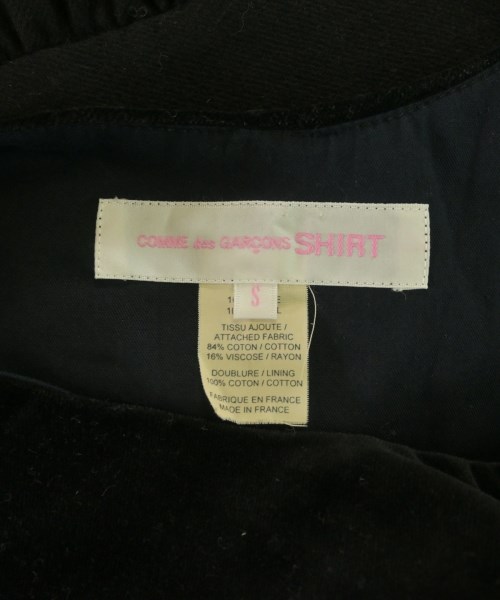 COMME des GARÇONS SHIRT
S
TISSU AJOUTE /
ATTACHED FABRIC
84% COTON / COTTON
16% VISCOSE / RAYON
DOUBLURE / LINING
100% COTON / COTTON
FABRIQUE EN FRANCE
MADE IN FRANCE